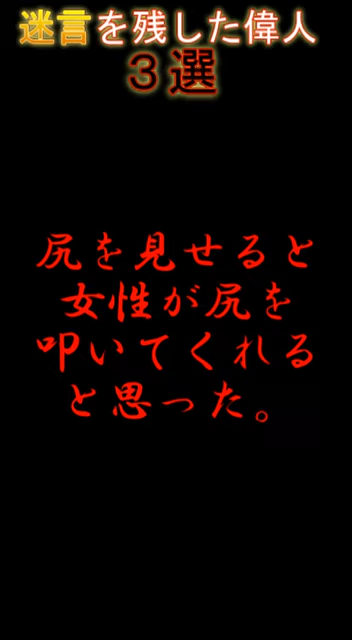 迷言を残した偉人
３選
尻を見せると
女性が尻を
叩いてくれる
と思った。